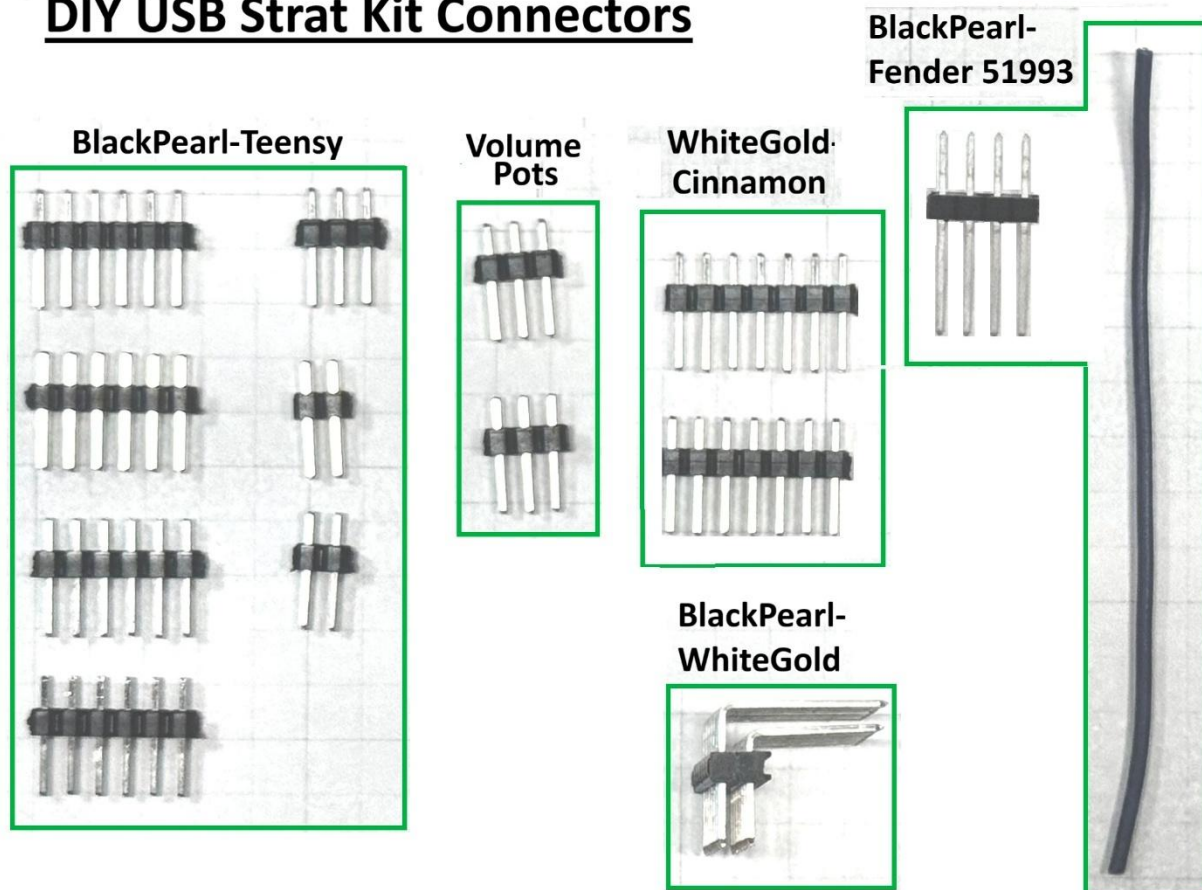 DIY USB Strat Kit Connectors
BlackPearl-
Fender 51993
BlackPearl-Teensy
Volume
Pots
WhiteGold-
Cinnamon
BlackPearl-
WhiteGold